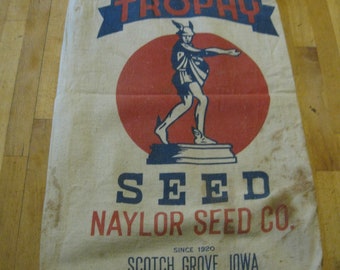 TROPHY
SEED
NAYLOR SEED CO.
SINCE 1920
SCOTCH GROVE, IOWA